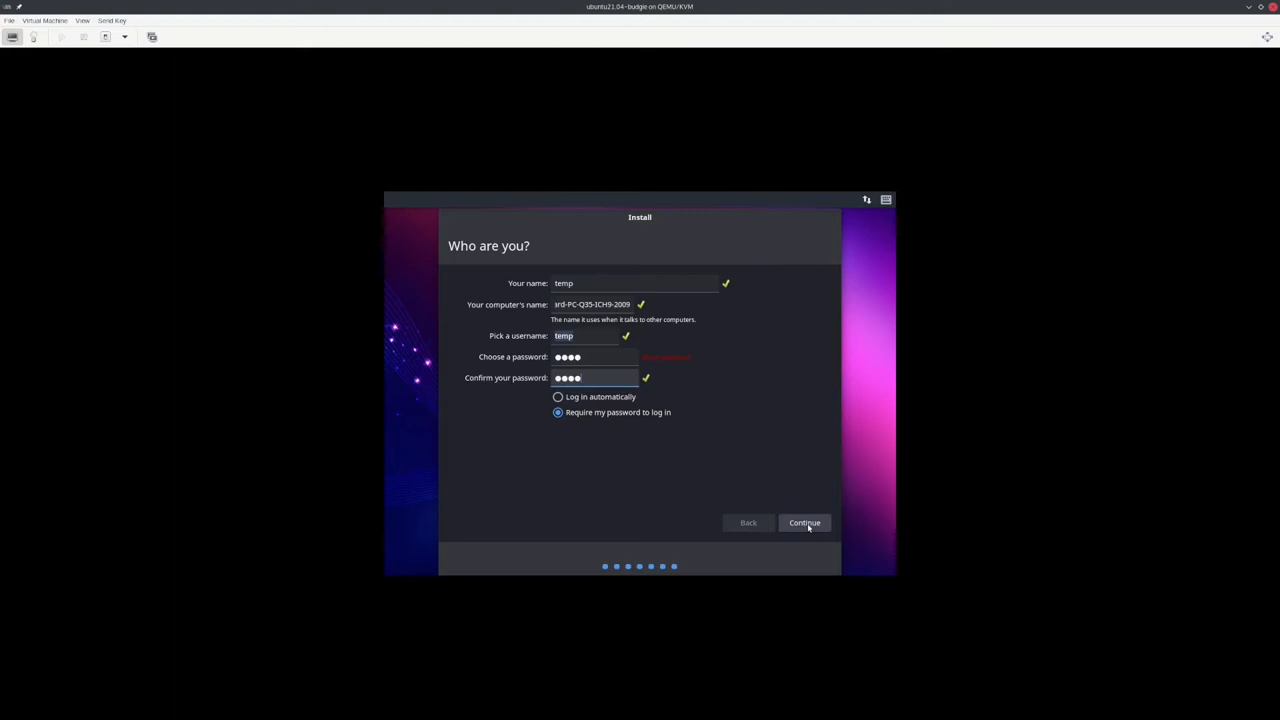 ubuntu21.04-budgie on QEMU/KVM
File Virtual Machine View Send Key
Install
Who are you?
Your name: temp
Your computer's name: ard-PC-Q35-ICH9-2009
The name it uses when it talks to other computers.
Pick a username: temp
Choose a password: ●●●●
Confirm your password: ●●●●
Log in automatically
Require my password to log in
Back Continue